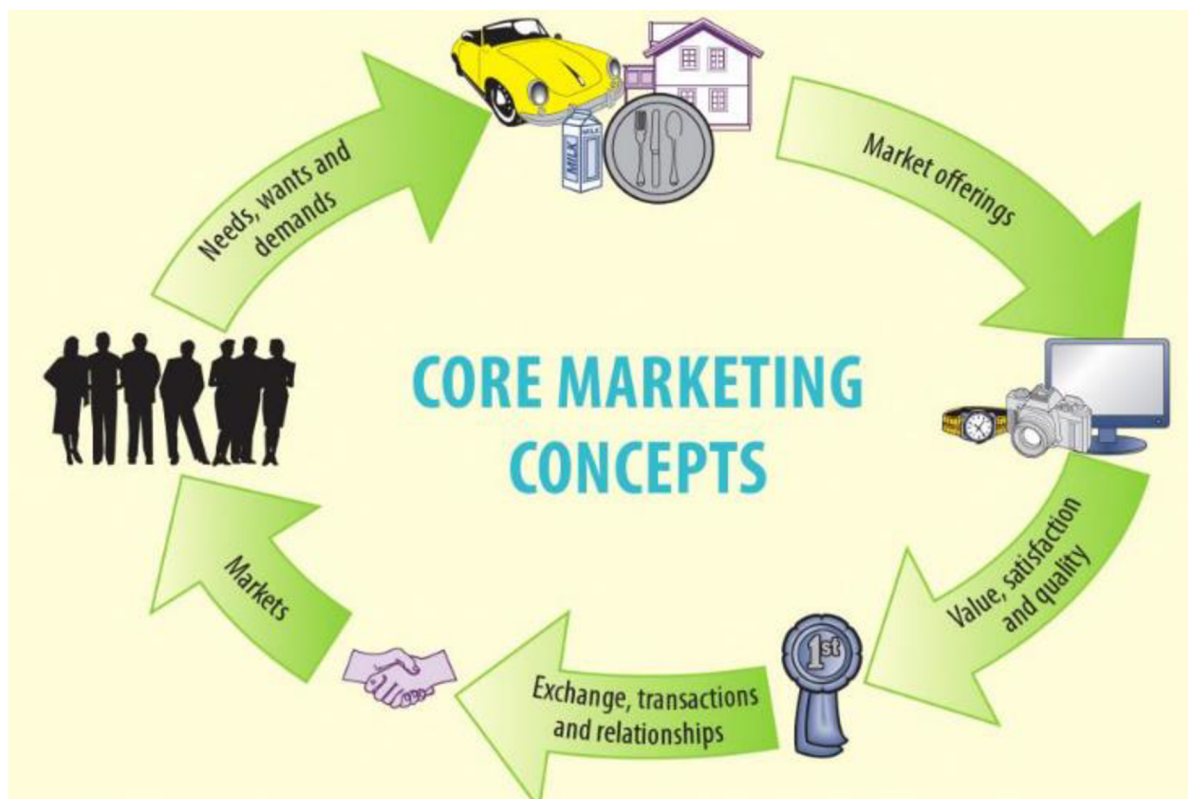 Needs, wants and
demands
MILK
MILK
Market offerings
CORE MARKETING
CONCEPTS
Value, satisfaction
and quality
1st
Exchange, transactions
and relationships
Markets